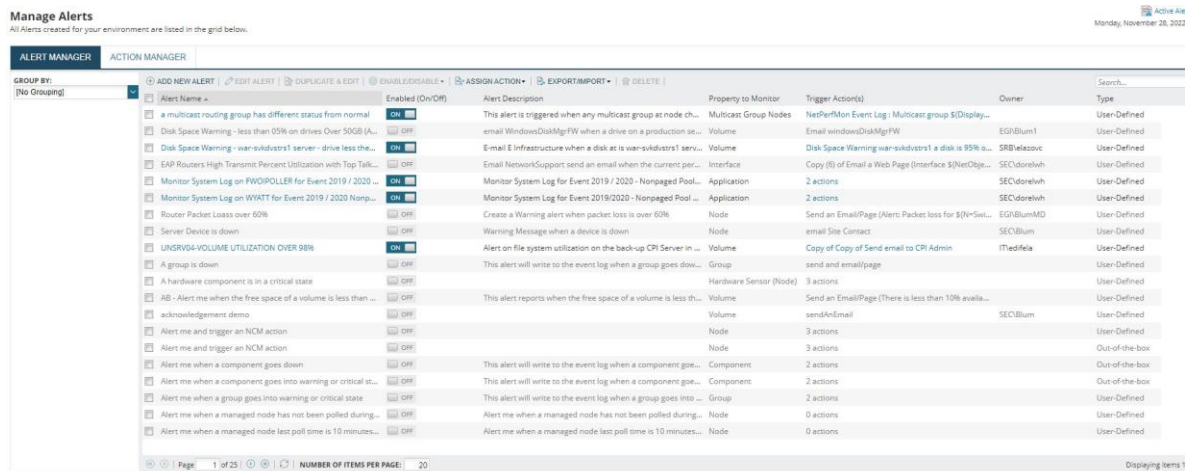 Manage Alerts
Active Ale
All Alerts created for your environment are listed in the grid below.
Monday, November 28, 2022
ALERT MANAGER ACTION MANAGER
GROUP BY:
[No Grouping]
ADD NEW ALERT | EDIT ALERT | DUPLICATE & EDIT | ENABLE/DISABLE | ASSIGN ACTION | EXPORT/IMPORT | DELETE |
Search...
Alert Name Enabled (On/Off) Alert Description Property to Monitor Trigger Action(s) Owner Type
a multicast routing group has different status from normal ON This alert is triggered when any multicast group at node ch... Multicast Group Nodes NetPerfMon Event Log : Multicast group $(Display... User-Defined
Disk Space Warning - less than 05% on drives Over 50GB (A... OFF email WindowsDiskMgrFW when a drive on a production se... Volume Email windowsDiskMgrFW EGI\Blum1 User-Defined
Disk Space Warning - war-svkdvstrs1 server - drive less the... ON E-mail E Infrastructure when a disk at is war-svkdvstrs1 serv... Volume Disk Space Warning war-svkdvstrs1 a disk is 95% o... SRB\elazovc User-Defined
EAP Routers High Transmit Percent Utilization with Top Talk... OFF Email NetworkSupport send an email when the current per... Interface Copy (6) of Email a Web Page (Interface $(NetObje... SEC\dorelwh User-Defined
Monitor System Log on FWOIPOLLER for Event 2019 / 2020 ... ON Monitor System Log for Event 2019 / 2020 - Nonpaged Pool... Application 2 actions SEC\dorelwh User-Defined
Monitor System Log on WYATT for Event 2019 / 2020 Nonp... ON Monitor System Log for Event 2019/2020 - Nonpaged Pool ... Application 2 actions SEC\dorelwh User-Defined
Router Packet Loass over 60% OFF Create a Warning alert when packet loss is over 60% Node Send an Email/Page (Alert: Packet loss for $(N=Swi... EGI\BlumMD User-Defined
Server Device is down OFF Warning Message when a device is down Node email Site Contact SEC\Blum User-Defined
UNSRV04-VOLUME UTILIZATION OVER 98% ON Alert on file system utilization on the back-up CPI Server in ... Volume Copy of Copy of Send email to CPI Admin IT\edifela User-Defined
A group is down OFF This alert will write to the event log when a group goes dow... Group send and email/page User-Defined
A hardware component is in a critical state OFF Hardware Sensor (Node) 3 actions User-Defined
AB - Alert me when the free space of a volume is less than ... OFF This alert reports when the free space of a volume is less th... Volume Send an Email/Page (There is less than 10% availa... User-Defined
acknowledgement demo OFF Volume sendAnEmail SEC\Blum User-Defined
Alert me and trigger an NCM action OFF Node 3 actions User-Defined
Alert me and trigger an NCM action OFF Node 3 actions Out-of-the-box
Alert me when a component goes down OFF This alert will write to the event log when a component goe... Component 2 actions Out-of-the-box
Alert me when a component goes into warning or critical st... OFF This alert will write to the event log when a component goe... Component 2 actions Out-of-the-box
Alert me when a group goes into warning or critical state OFF This alert will write to the event log when a group goes into ... Group 2 actions User-Defined
Alert me when a managed node has not been polled during... OFF Alert me when a managed node has not been polled during... Node 0 actions User-Defined
Alert me when a managed node last poll time is 10 minutes... OFF Alert me when a managed node last poll time is 10 minutes... Node 0 actions User-Defined
Page 1 of 25 | NUMBER OF ITEMS PER PAGE: 20
Displaying items 1